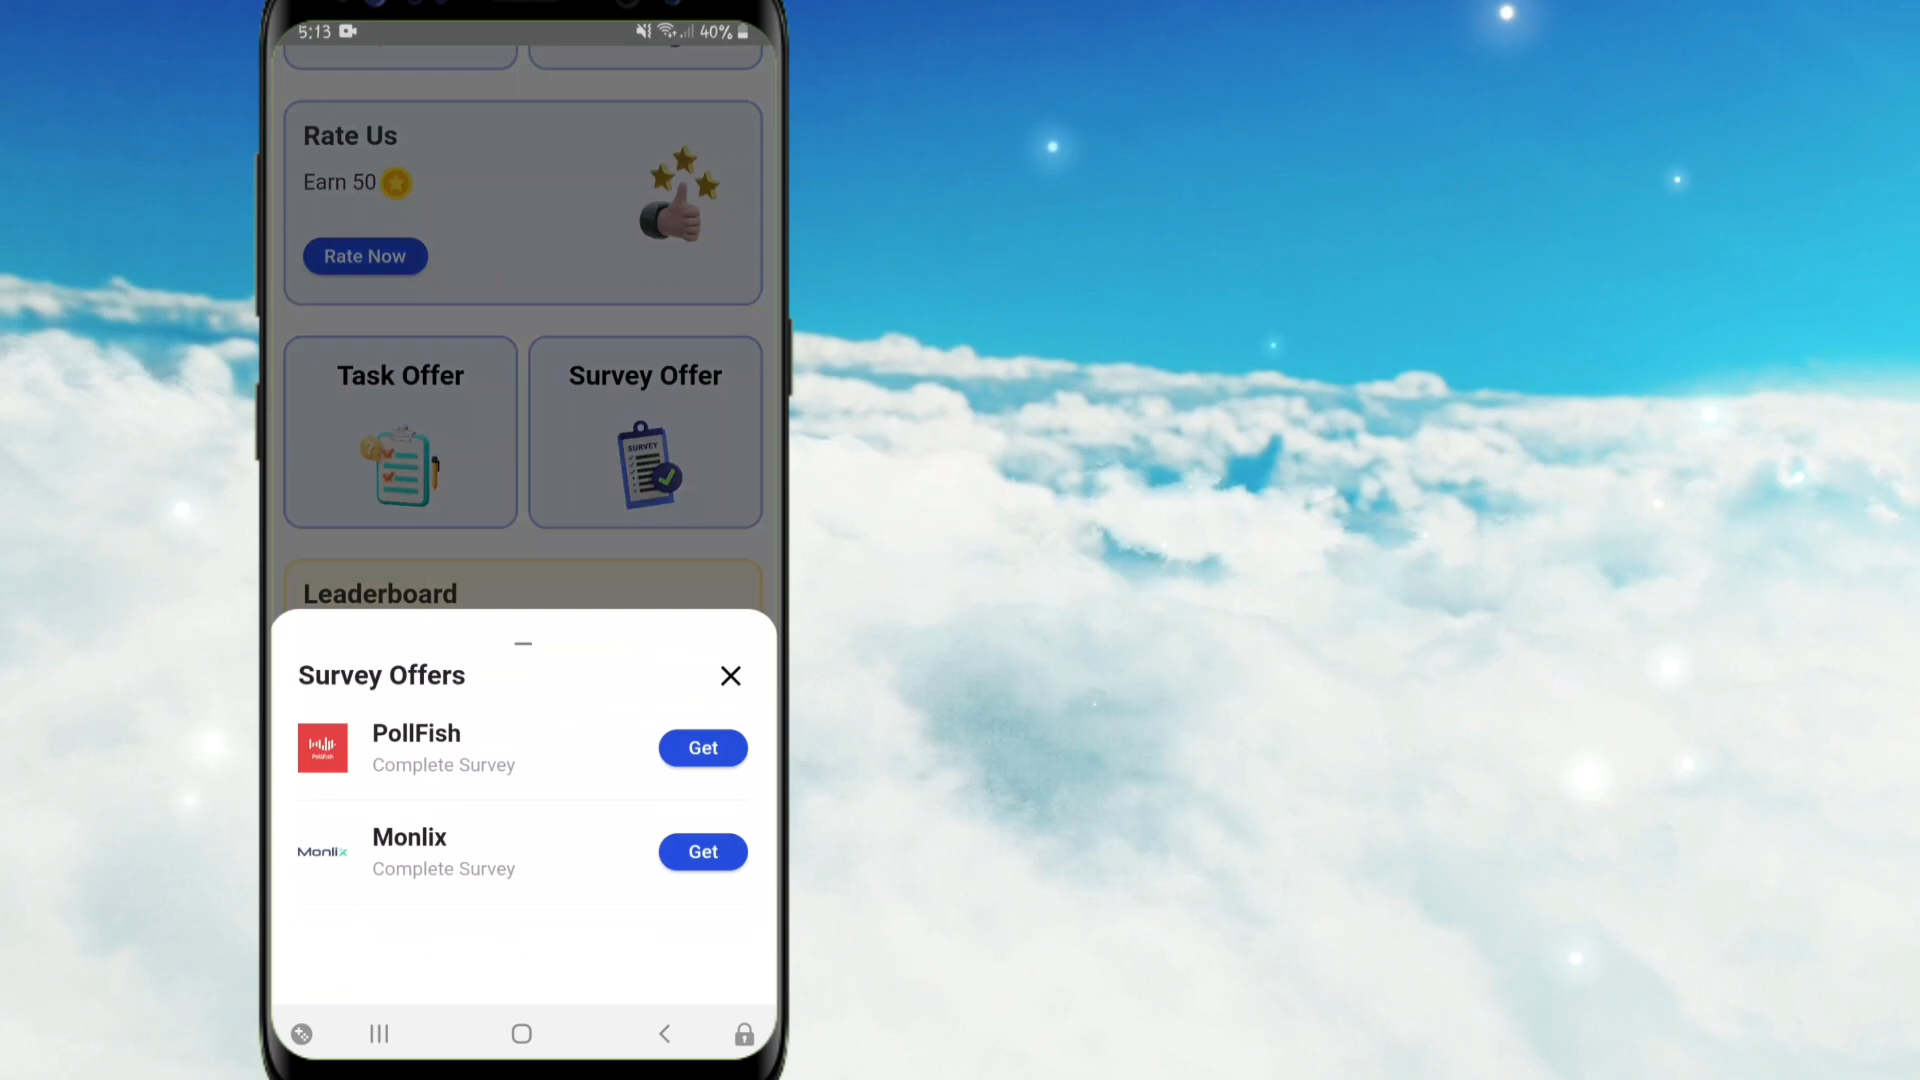 5:13
40%
Rate Us
Earn 50
Rate Now
Task Offer
Survey Offer
SURVEY
Leaderboard
Survey Offers
PollFish
PollFish
Complete Survey
Get
Monlix
Monlix
Complete Survey
Get